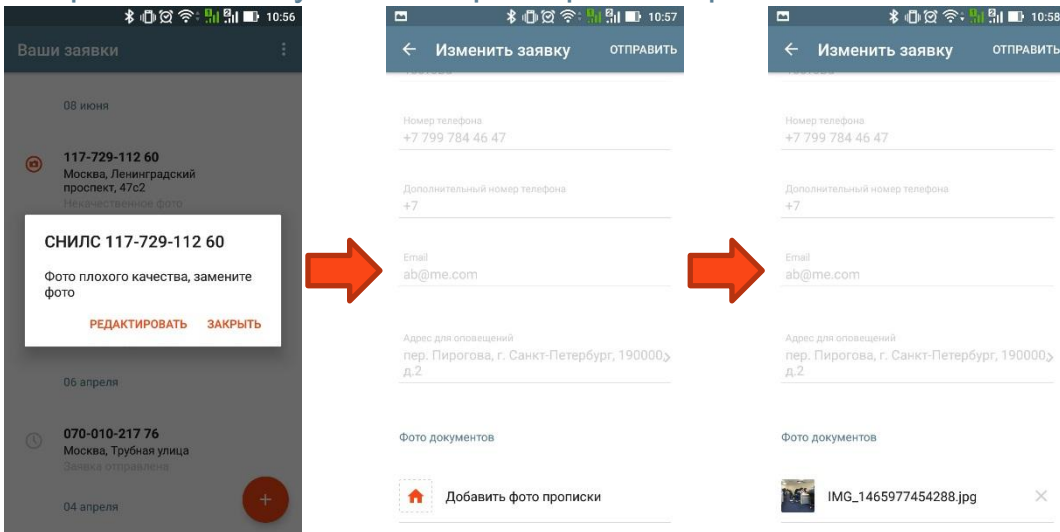 10:56
Ваши заявки
08 июня
117-729-112 60
Москва, Ленинградский
проспект, 47с2
Некачественное фото
СНИЛС 117-729-112 60
Фото плохого качества, замените
фото
РЕДАКТИРОВАТЬ ЗАКРЫТЬ
06 апреля
070-010-217 76
Москва, Трубная улица
Заявка отправлена
04 апреля
10:57
Изменить заявку ОТПРАВИТЬ
Номер телефона
+7 799 784 46 47
Дополнительный номер телефона
+7
Email
ab@me.com
Адрес для оповещений
пер. Пирогова, г. Санкт-Петербург, 190000,
д.2
Фото документов
Добавить фото прописки
10:58
Изменить заявку ОТПРАВИТЬ
Номер телефона
+7 799 784 46 47
Дополнительный номер телефона
+7
Email
ab@me.com
Адрес для оповещений
пер. Пирогова, г. Санкт-Петербург, 190000,
д.2
Фото документов
IMG_1465977454288.jpg